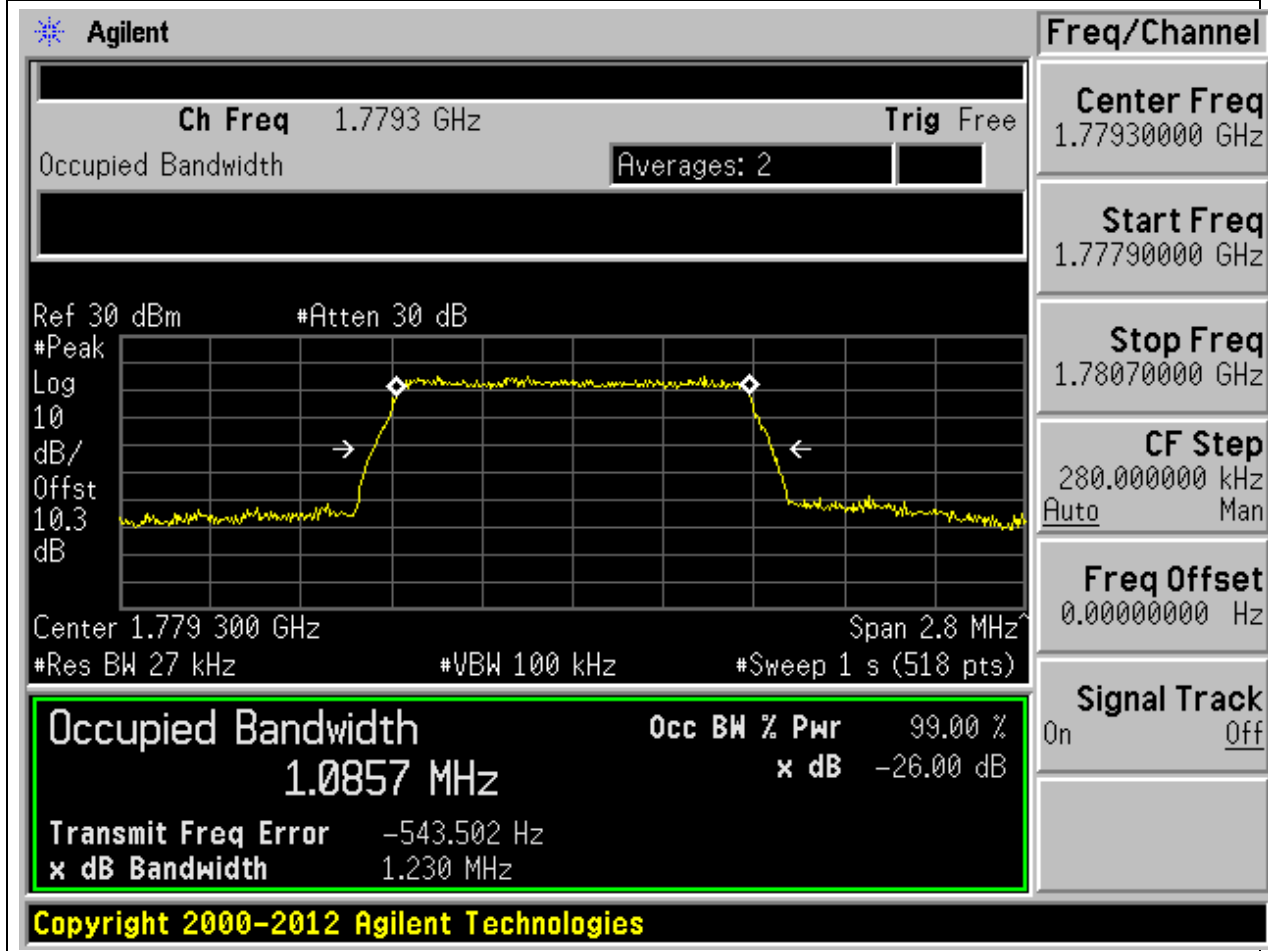 Agilent
Freq/Channel
Ch Freq 1.7793 GHz Trig Free
Occupied Bandwidth Averages: 2
Center Freq
1.77930000 GHz
Start Freq
1.77790000 GHz
Stop Freq
1.78070000 GHz
CF Step
280.000000 kHz
Auto Man
Freq Offset
0.00000000 Hz
Signal Track
On Off
Ref 30 dBm #Atten 30 dB
#Peak
Log
10
dB/
Offst
10.3
dB
Center 1.779 300 GHz Span 2.8 MHz^
#Res BW 27 kHz #VBW 100 kHz #Sweep 1 s (518 pts)
Occupied Bandwidth Occ BW % Pwr 99.00 %
1.0857 MHz x dB -26.00 dB
Transmit Freq Error -543.502 Hz
x dB Bandwidth 1.230 MHz
Copyright 2000-2012 Agilent Technologies